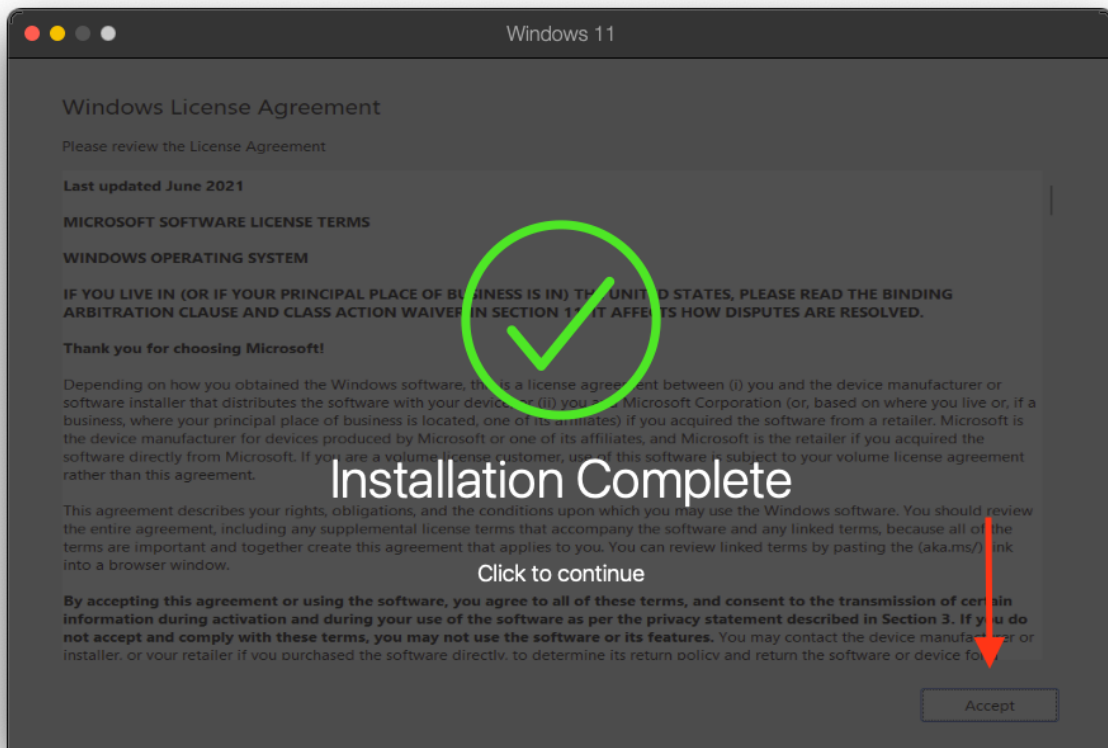 Windows 11
Windows License Agreement
Please review the License Agreement
Last updated June 2021
MICROSOFT SOFTWARE LICENSE TERMS
WINDOWS OPERATING SYSTEM
IF YOU LIVE IN (OR IF YOUR PRINCIPAL PLACE OF BUSINESS IS IN) THE UNITED STATES, PLEASE READ THE BINDING
ARBITRATION CLAUSE AND CLASS ACTION WAIVER IN SECTION 11. IT AFFECTS HOW DISPUTES ARE RESOLVED.
Thank you for choosing Microsoft!
Depending on how you obtained the Windows software, this is a license agreement between (i) you and the device manufacturer or
software installer that distributes the software with your device; or (ii) you and Microsoft Corporation (or, based on where you live or, if a
business, where your principal place of business is located, one of its affiliates) if you acquired the software from a retailer. Microsoft is
the device manufacturer for devices produced by Microsoft or one of its affiliates, and Microsoft is the retailer if you acquired the
software directly from Microsoft. If you are a volume license customer, use of this software is subject to your volume license agreement
rather than this agreement.
Installation Complete
This agreement describes your rights, obligations, and the conditions upon which you may use the Windows software. You should review
the entire agreement, including any supplemental license terms that accompany the software and any linked terms, because all of the
terms are important and together create this agreement that applies to you. You can review linked terms by pasting the (aka.ms/) link
into a browser window.
Click to continue
By accepting this agreement or using the software, you agree to all of these terms, and consent to the transmission of certain
information during activation and during your use of the software as per the privacy statement described in Section 3. If you do
not accept and comply with these terms, you may not use the software or its features. You may contact the device manufacturer or
installer, or your retailer if you purchased the software directly, to determine its return policy and return the software or device for a
Accept